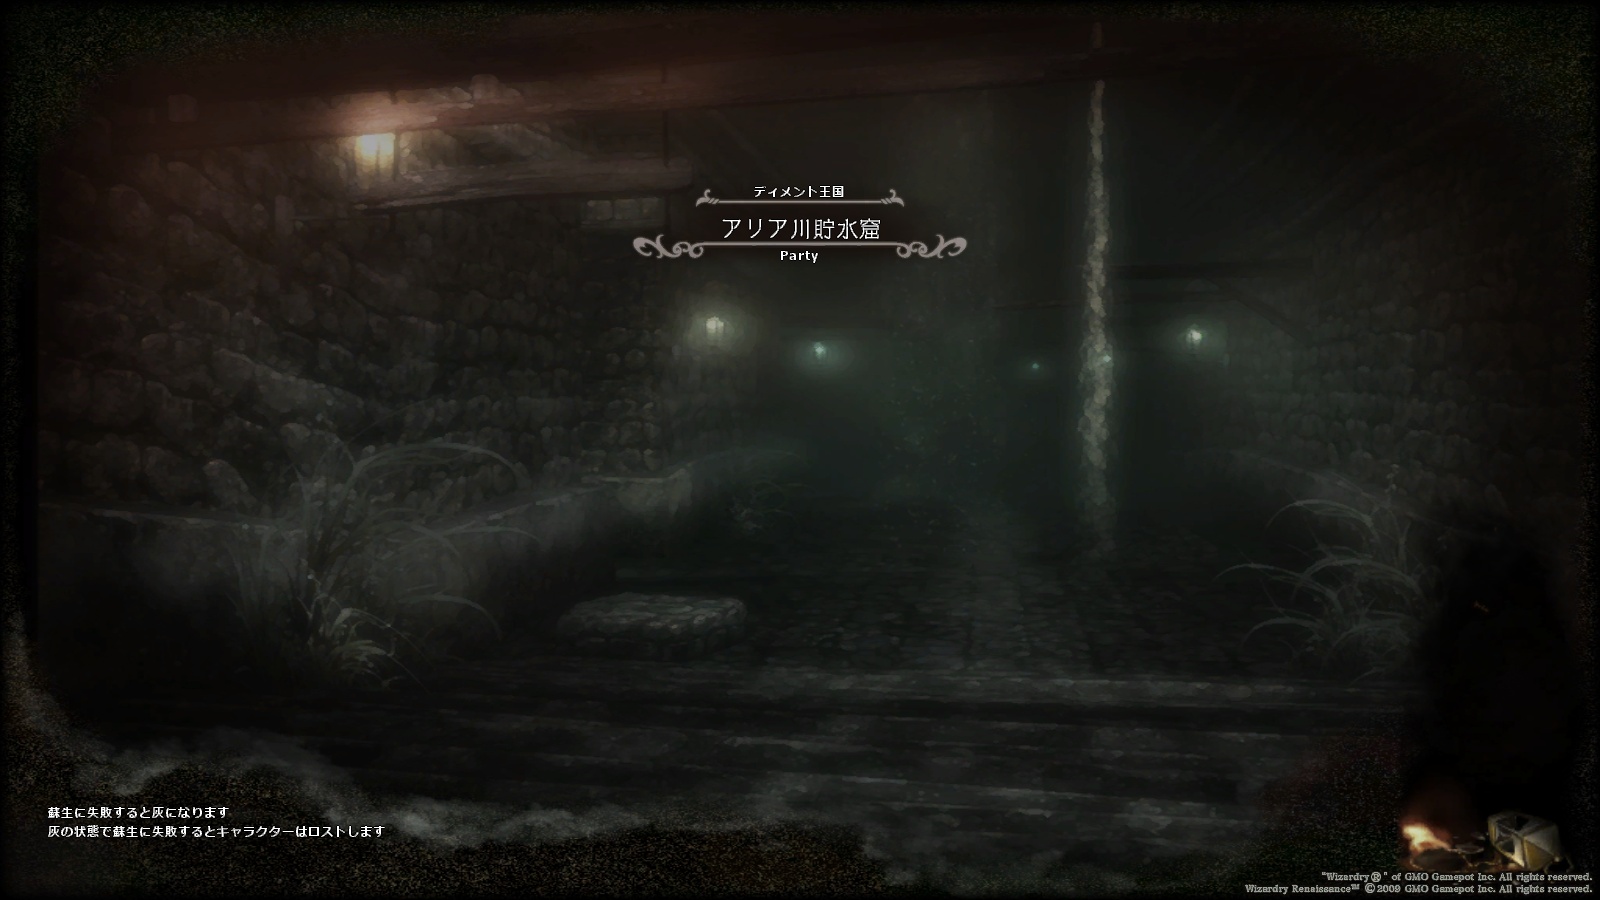 ディメント王国
アリア川貯水窟
Party
蘇生に失敗すると灰になります
灰の状態で蘇生に失敗するとキャラクターはロストします
"Wizardry®" of GMO Gamepot Inc. All rights reserved.
Wizardry Renaissance™ ©2009 GMO Gamepot Inc. All rights reserved.